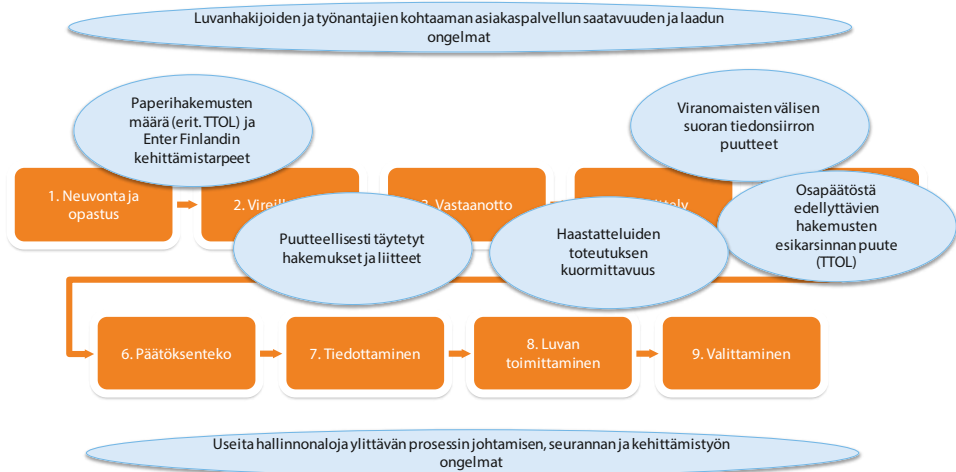 Luvanhakijoiden ja työnantajien kohtaaman asiakaspalvellun saatavuuden ja laadun
ongelmat
Paperihakemusten
määrä (erit. TTOL) ja
Enter Finlandin
kehittämistarpeet
Viranomaisten välisen
suoran tiedonsiirron
puutteet
1. Neuvonta ja
opastus
2.
Vastaanotto
Osapäätöstä
edellyttävien
hakemusten
esikarsinnan puute
(TTOL)
Puutteellisesti täytetyt
hakemukset ja liitteet
Haastatteluiden
toteutuksen
kuormittavuus
6. Päätöksenteko
7. Tiedottaminen
8. Luvan
toimittaminen
9. Valittaminen
Useita hallinnonaloja ylittävän prosessin johtamisen, seurannan ja kehittämistyön
ongelmat